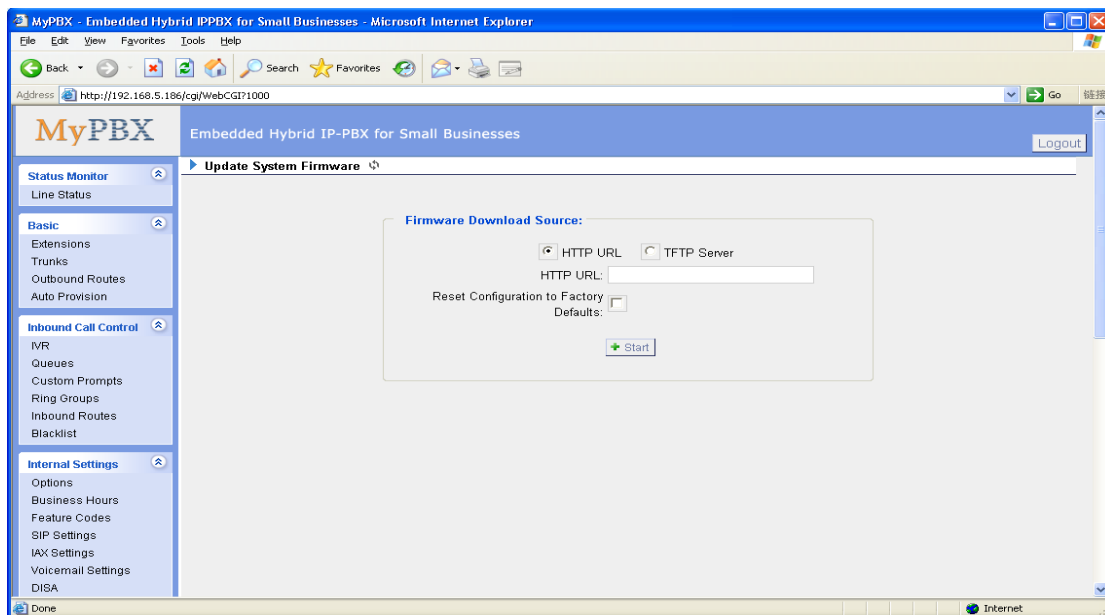 MyPBX - Embedded Hybrid IPPBX for Small Businesses - Microsoft Internet Explorer
File Edit View Favorites Tools Help
Back Search Favorites
Address http://192.168.5.186/cgi/WebCGI?1000 Go 链接
MyPBX Embedded Hybrid IP-PBX for Small Businesses
Logout
Update System Firmware
Status Monitor
Line Status
Basic
Extensions
Trunks
Outbound Routes
Auto Provision
Inbound Call Control
IVR
Queues
Custom Prompts
Ring Groups
Inbound Routes
Blacklist
Internal Settings
Options
Business Hours
Feature Codes
SIP Settings
IAX Settings
Voicemail Settings
DISA
Firmware Download Source:
HTTP URL TFTP Server
HTTP URL:
Reset Configuration to Factory
Defaults:
Start
Done Internet